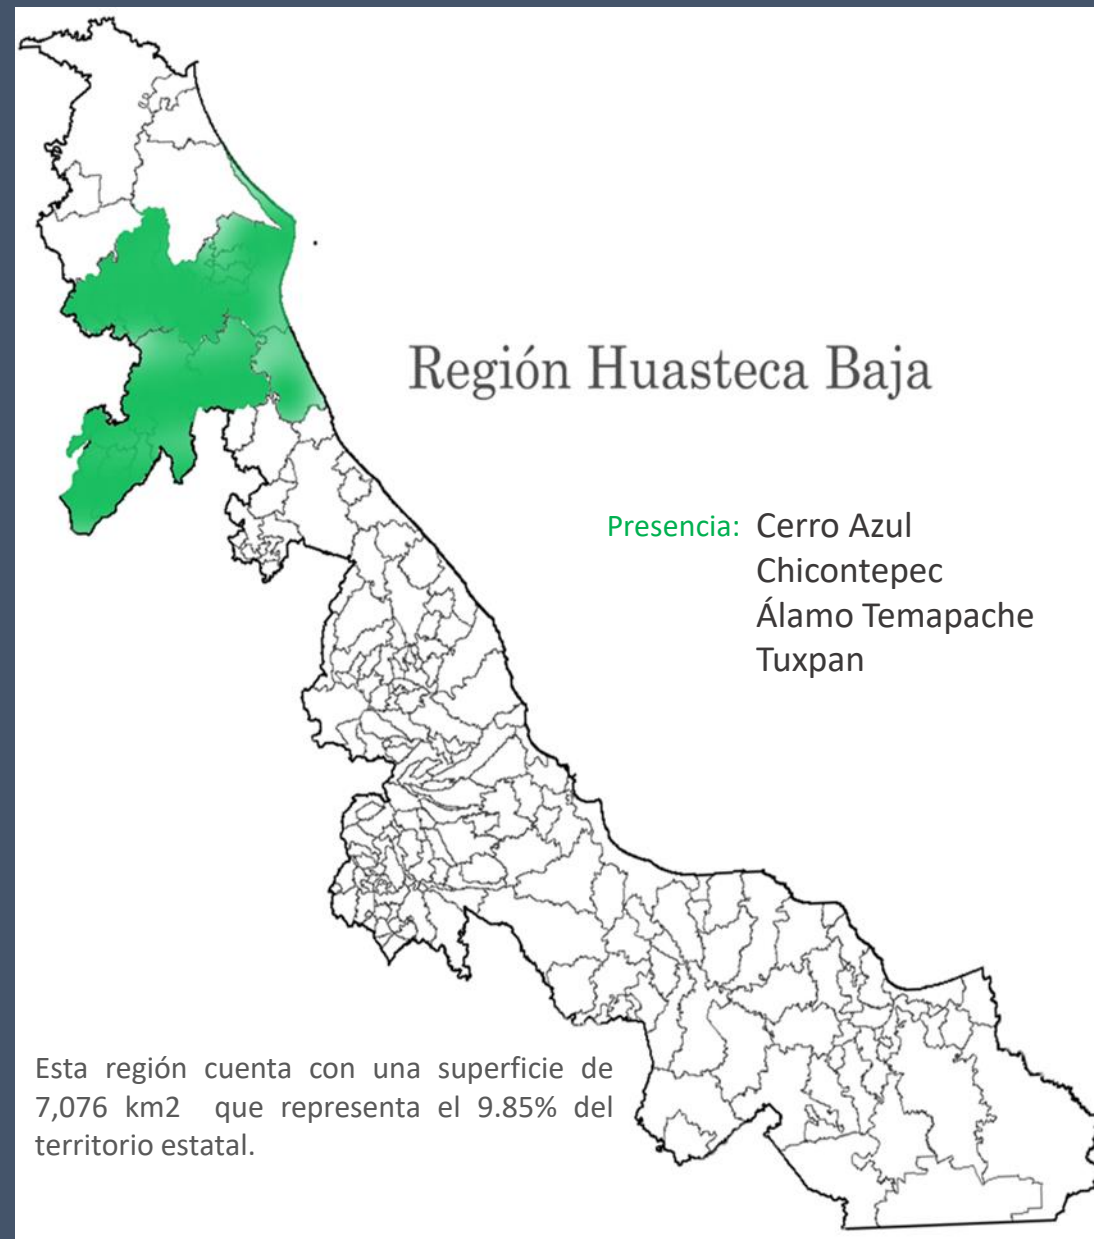 Región Huasteca Baja
Presencia: Cerro Azul
Chicontepec
Álamo Temapache
Tuxpan
Esta región cuenta con una superficie de
7,076 km2 que representa el 9.85% del
territorio estatal.